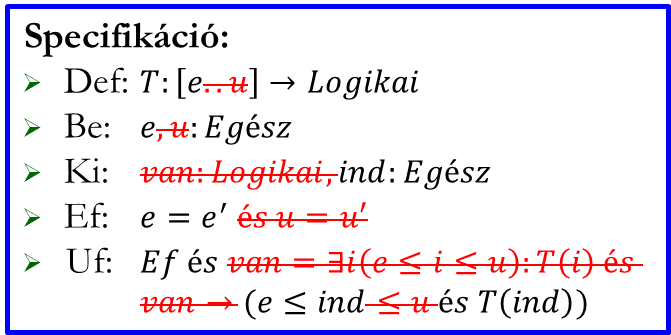 Specifikáció:
➢ Def: T: [e..u] → Logikai
➢ Be: e,u: Egész
➢ Ki: van: Logikai, ind: Egész
➢ Ef: e = e′ és u = u′
➢ Uf: Ef és van = ∃i(e ≤ i ≤ u): T(i) és
van → (e ≤ ind ≤ u és T(ind))